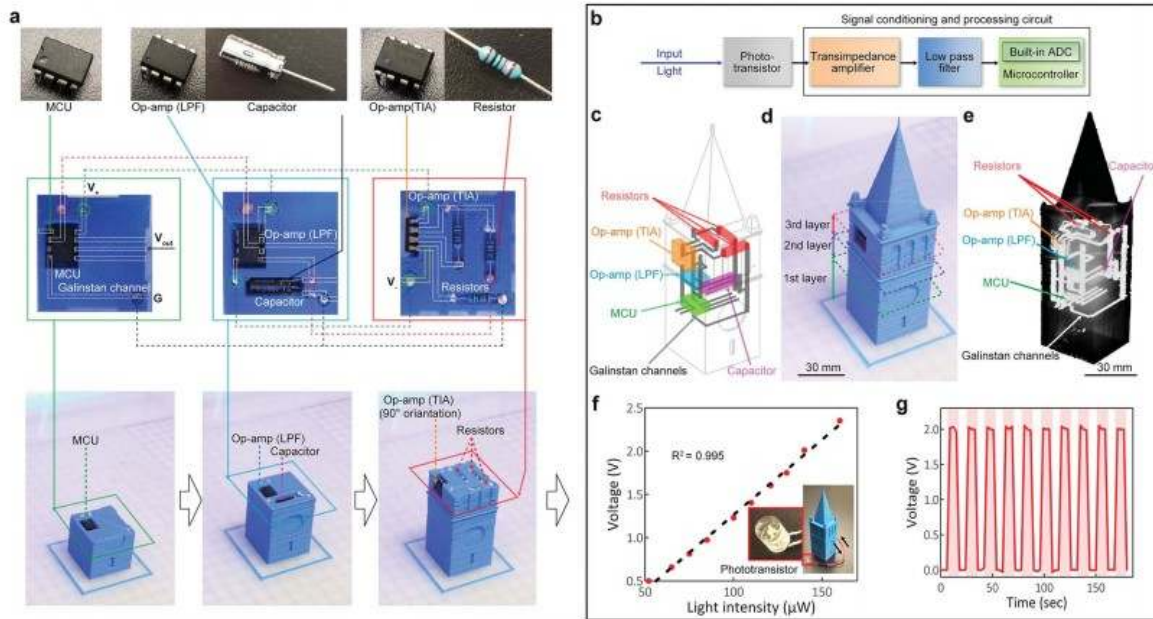 a
MCU
Op-amp (LPF)
Capacitor
Op-amp(TIA)
Resistor
V+
Vout
MCU
Galinstan channel
G
Op-amp (LPF)
Capacitor
Op-amp (TIA)
V-
Resistors
MCU
Op-amp (LPF)
Capacitor
Op-amp (TIA)
(90° oriantation)
Resistors
b
Signal conditioning and processing circuit
Input
Light
Photo-
transistor
Transimpedance
amplifier
Low pass
filter
Built-in ADC
Microcontroller
c
Resistors
Op-amp (TIA)
Op-amp (LPF)
MCU
Galinstan channels
Capacitor
d
3rd layer
2nd layer
1st layer
30 mm
e
Resistors
Capacitor
Op-amp (TIA)
Op-amp (LPF)
MCU
Galinstan channels
30 mm
f
2.5
2.0
1.5
1.0
0.5
Voltage (V)
R² = 0.995
Phototransistor
50
100
150
Light intensity (μW)
g
2.0
1.5
1.0
0.5
0.0
Voltage (V)
0
50
100
150
Time (sec)